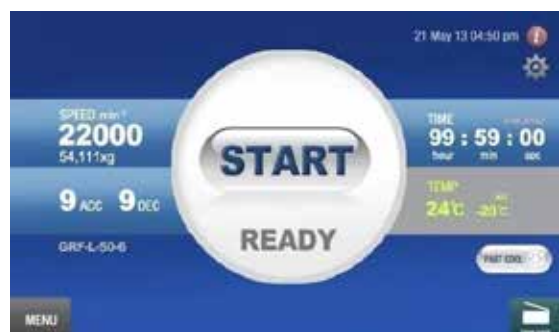 21 May 13 04:50 pm
SPEED min⁻¹
22000
54,111xg
9 ACC 9 DEC
GRF-L-50-6
START
READY
TIME
99 : 59 : 00
hour min sec
TEMP
24℃ -20℃
MENU